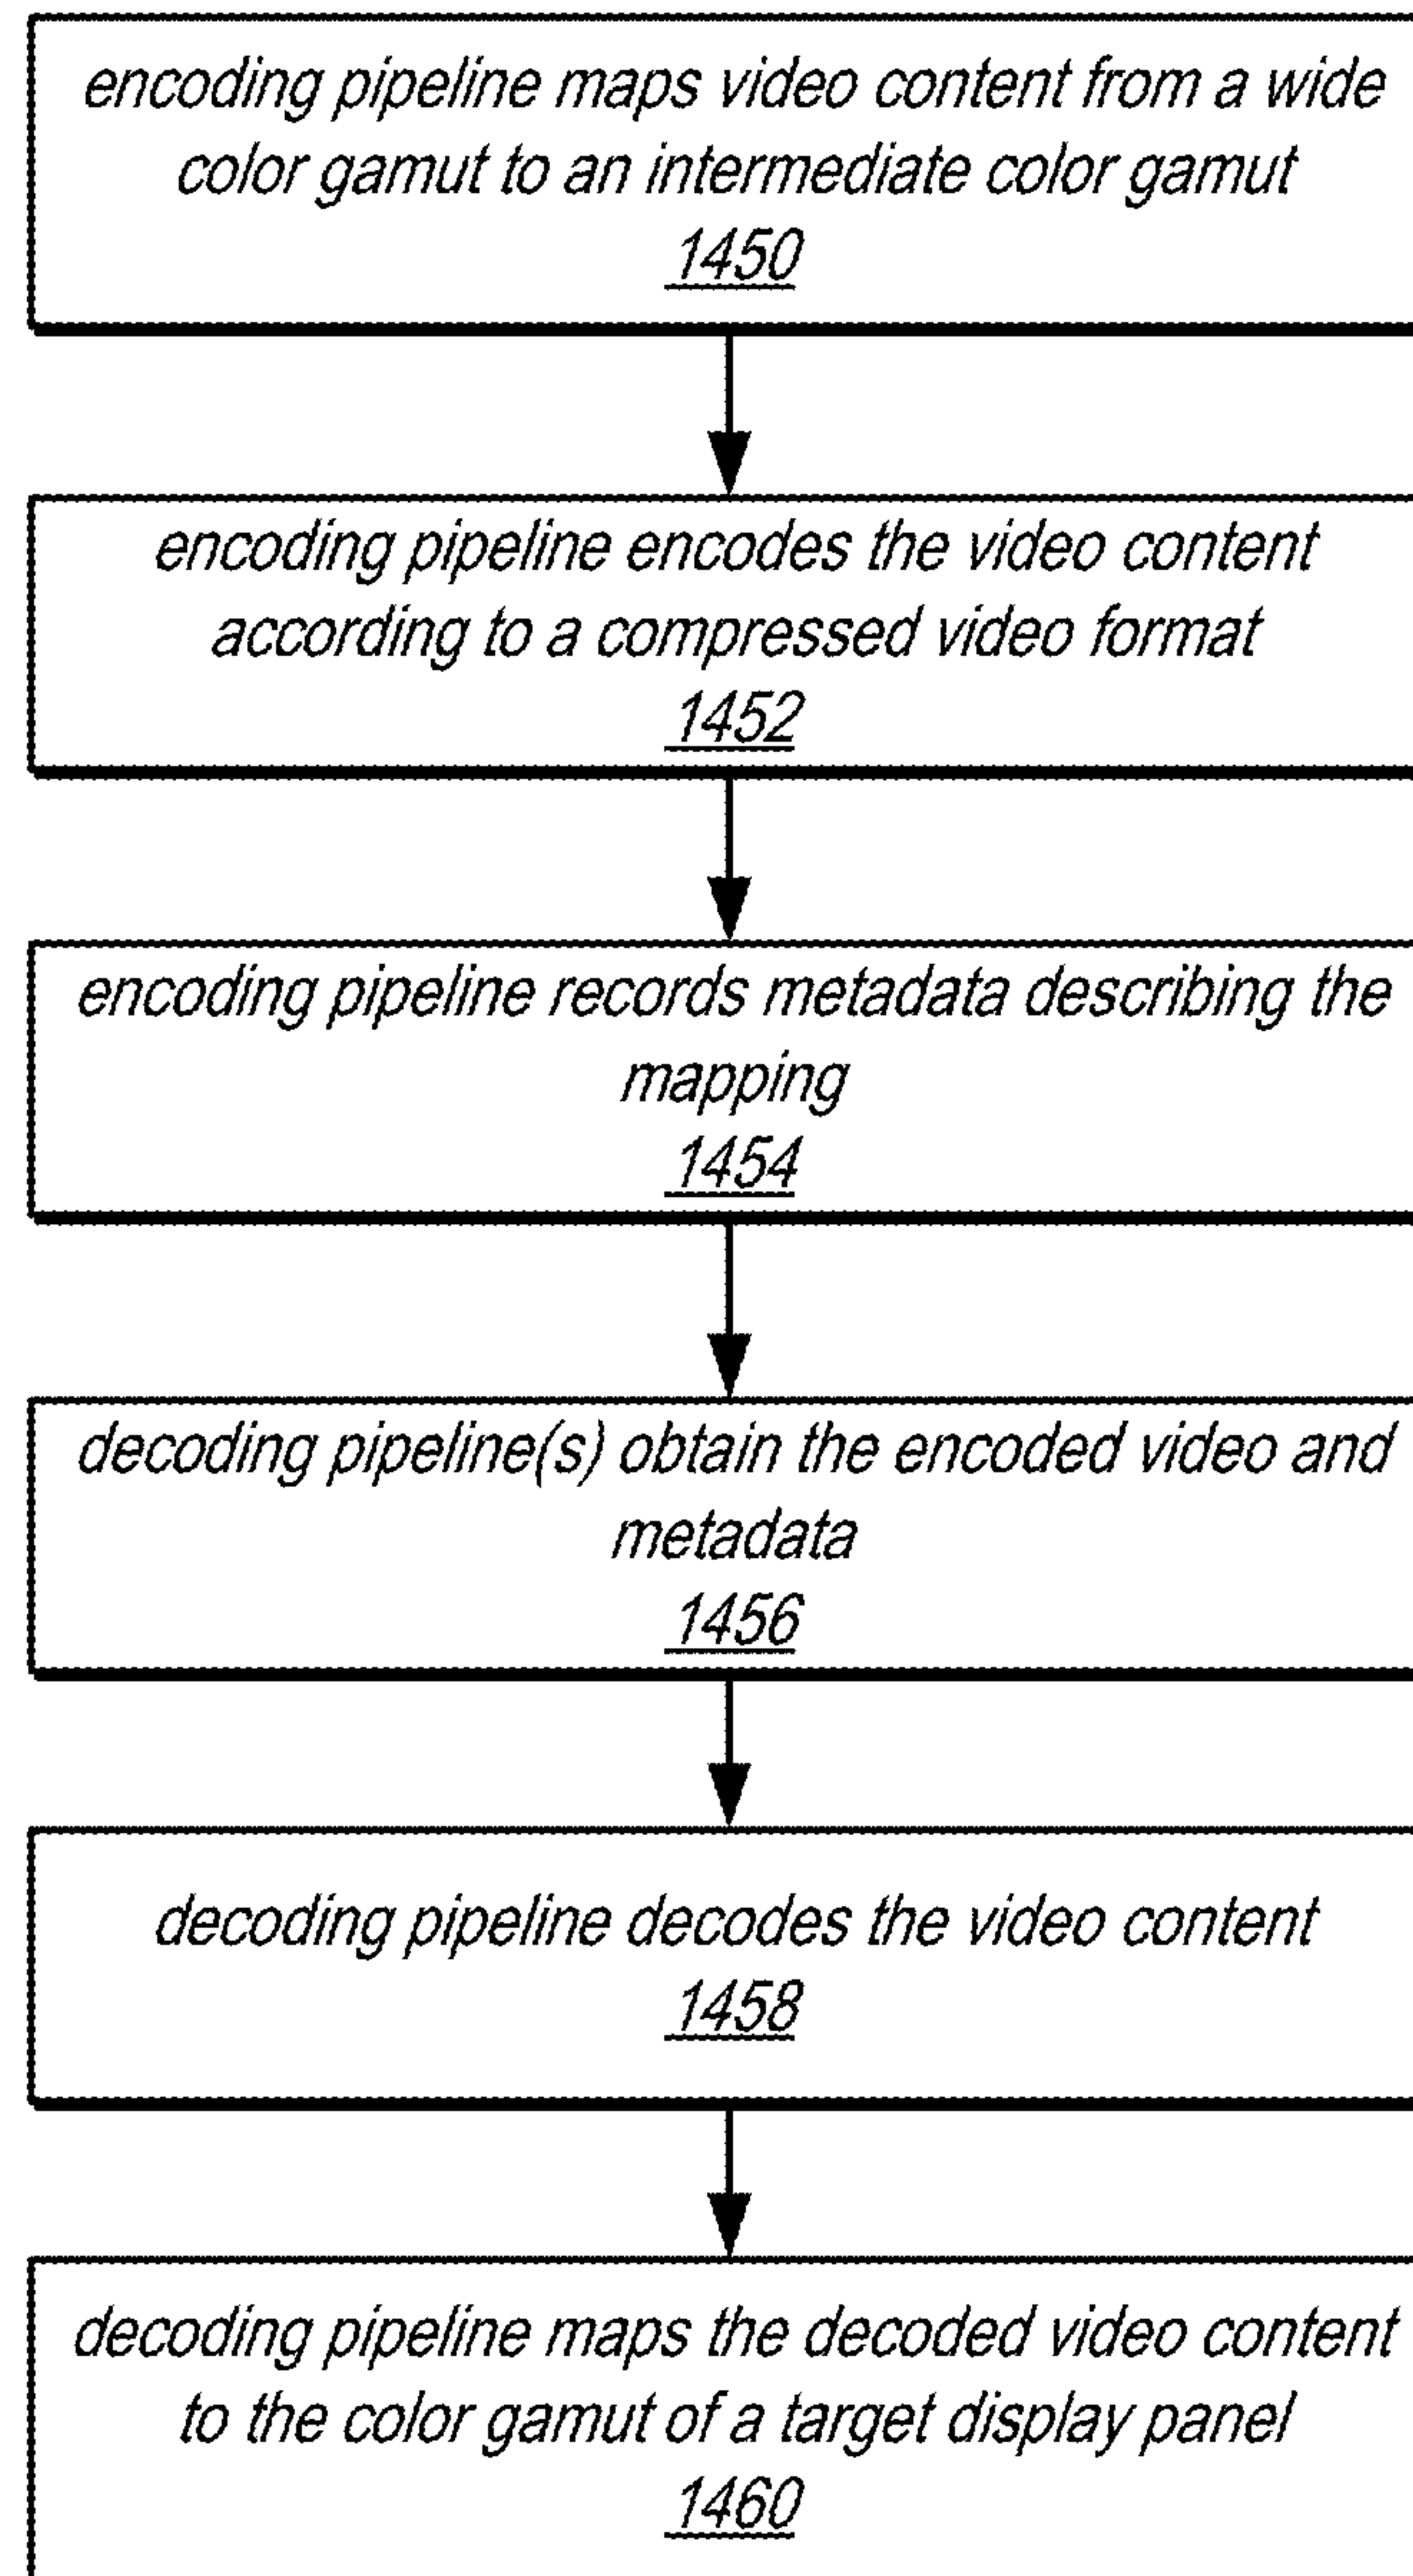 encoding pipeline maps video content from a wide
color gamut to an intermediate color gamut
1450
encoding pipeline encodes the video content
according to a compressed video format
1452
encoding pipeline records metadata describing the
mapping
1454
decoding pipeline(s) obtain the encoded video and
metadata
1456
decoding pipeline decodes the video content
1458
decoding pipeline maps the decoded video content
to the color gamut of a target display panel
1460